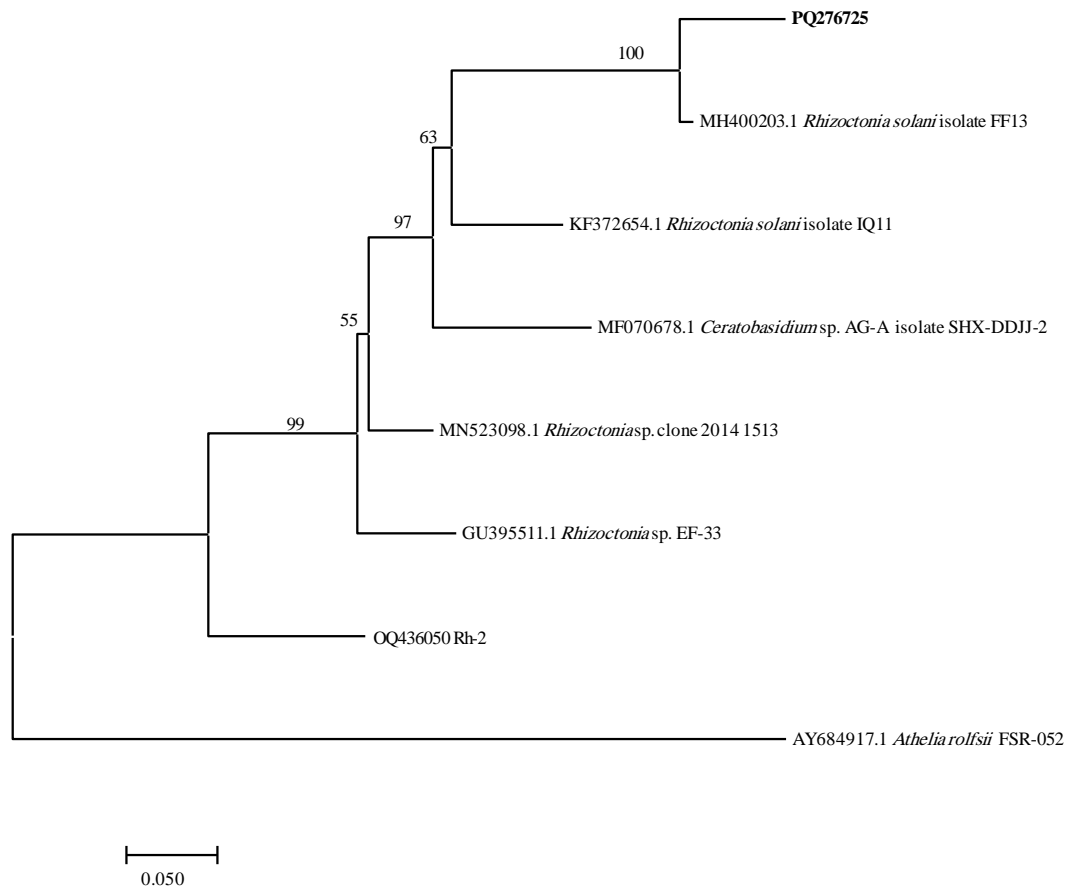 PQ276725
100
MH400203.1 Rhizoctonia solani isolate FF13
63
KF372654.1 Rhizoctonia solani isolate IQ11
97
MF070678.1 Ceratobasidium sp. AG-A isolate SHX-DDJJ-2
55
99
MN523098.1 Rhizoctonia sp. clone 2014 1513
GU395511.1 Rhizoctonia sp. EF-33
OQ436050 Rh-2
AY684917.1 Athelia rolfsii FSR-052
0.050